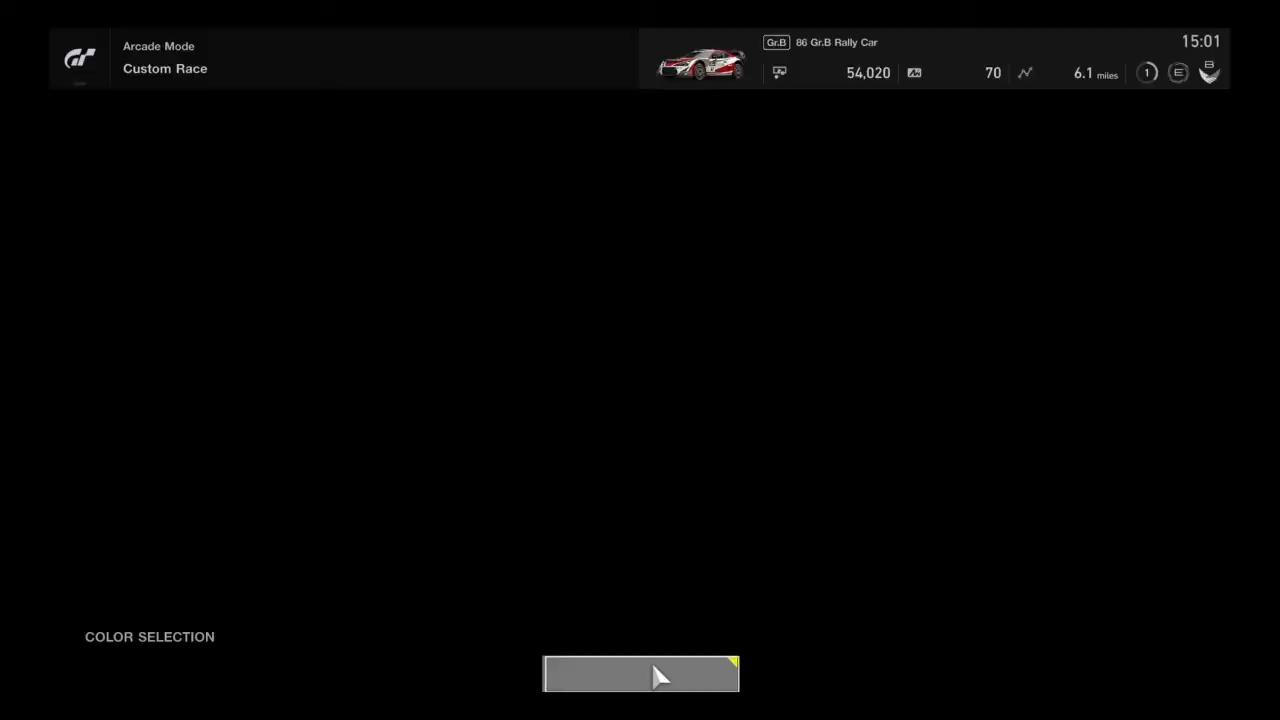 Arcade Mode
Custom Race
Gr.B 86 Gr.B Rally Car
15:01
54,020
70
6.1 miles
1
E
B
COLOR SELECTION